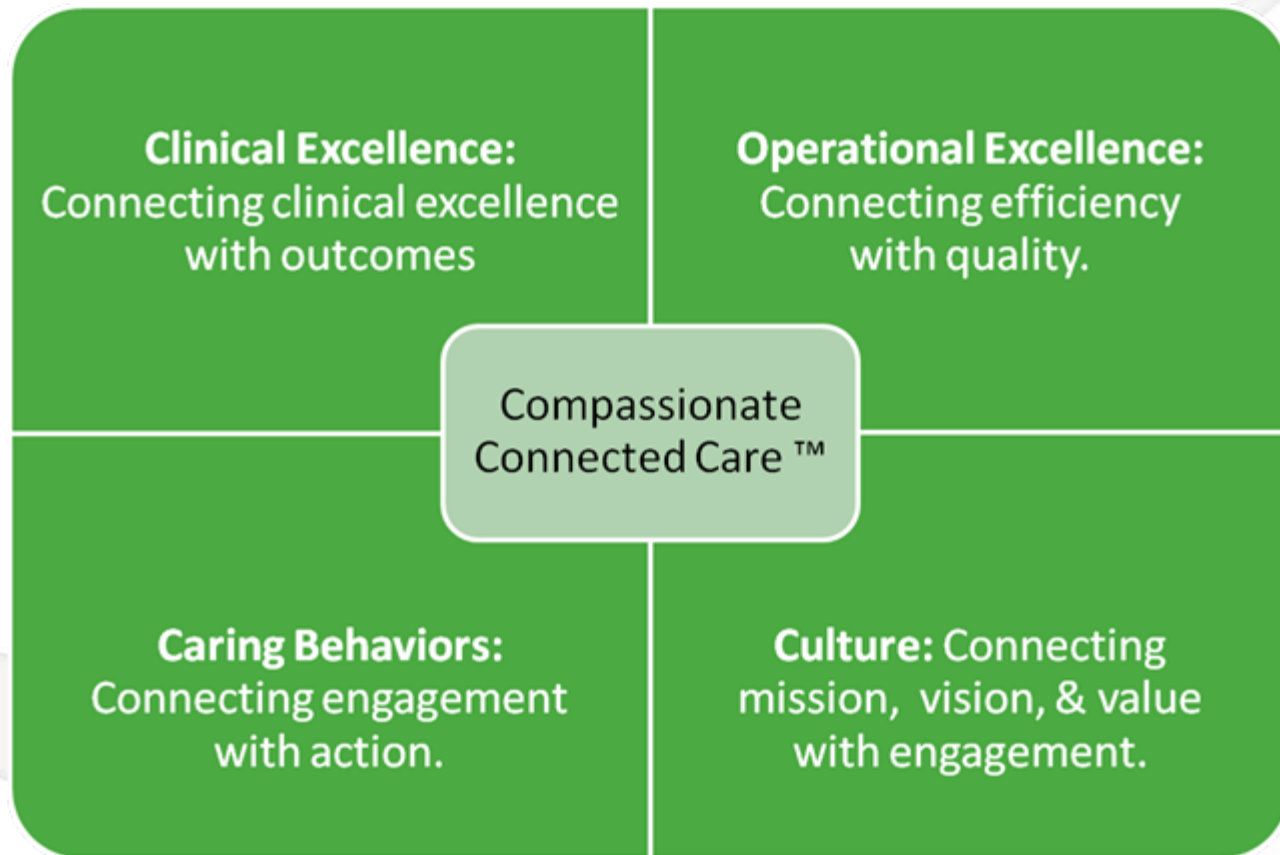 Clinical Excellence:
Connecting clinical excellence
with outcomes
Operational Excellence:
Connecting efficiency
with quality.
Compassionate
Connected Care ™
Caring Behaviors:
Connecting engagement
with action.
Culture: Connecting
mission, vision, & value
with engagement.